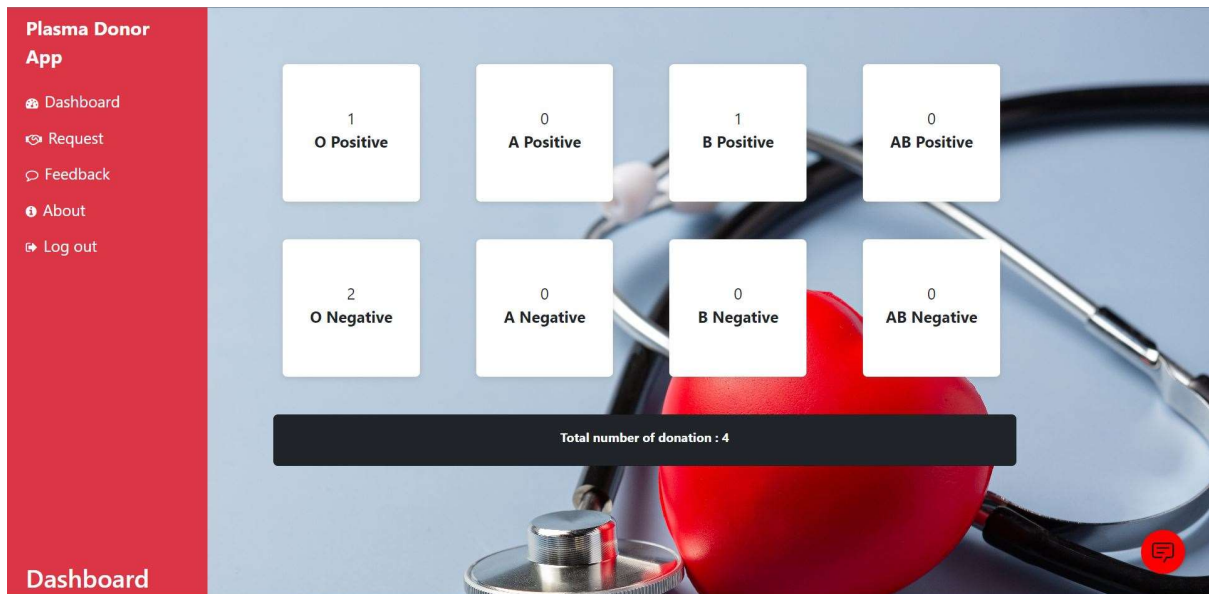 Plasma Donor
App
Dashboard
Request
Feedback
About
Log out
1
O Positive
0
A Positive
1
B Positive
0
AB Positive
2
O Negative
0
A Negative
0
B Negative
0
AB Negative
Total number of donation : 4
Dashboard